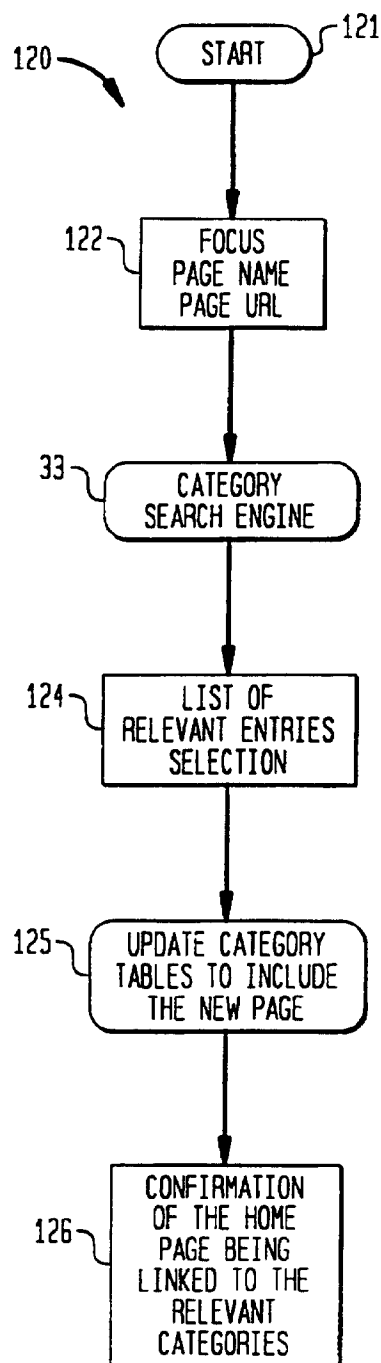 121
START
120
122
FOCUS
PAGE NAME
PAGE URL
33
CATEGORY
SEARCH ENGINE
124
LIST OF
RELEVANT ENTRIES
SELECTION
125
UPDATE CATEGORY
TABLES TO INCLUDE
THE NEW PAGE
126
CONFIRMATION
OF THE HOME
PAGE BEING
LINKED TO THE
RELEVANT
CATEGORIES